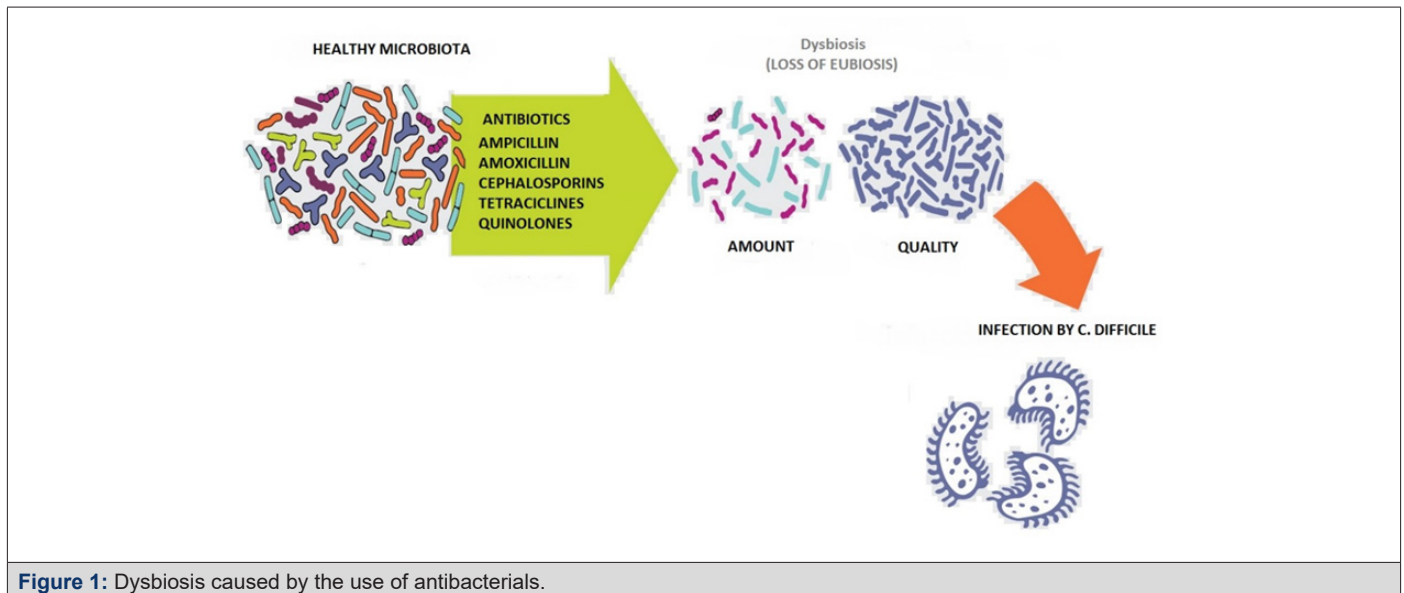 HEALTHY MICROBIOTA
Dysbiosis
(LOSS OF EUBIOSIS)
ANTIBIOTICS
AMPICILLIN
AMOXICILLIN
CEPHALOSPORINS
TETRACICLINES
QUINOLONES
AMOUNT
QUALITY
INFECTION BY C. DIFFICILE
Figure 1: Dysbiosis caused by the use of antibacterials.